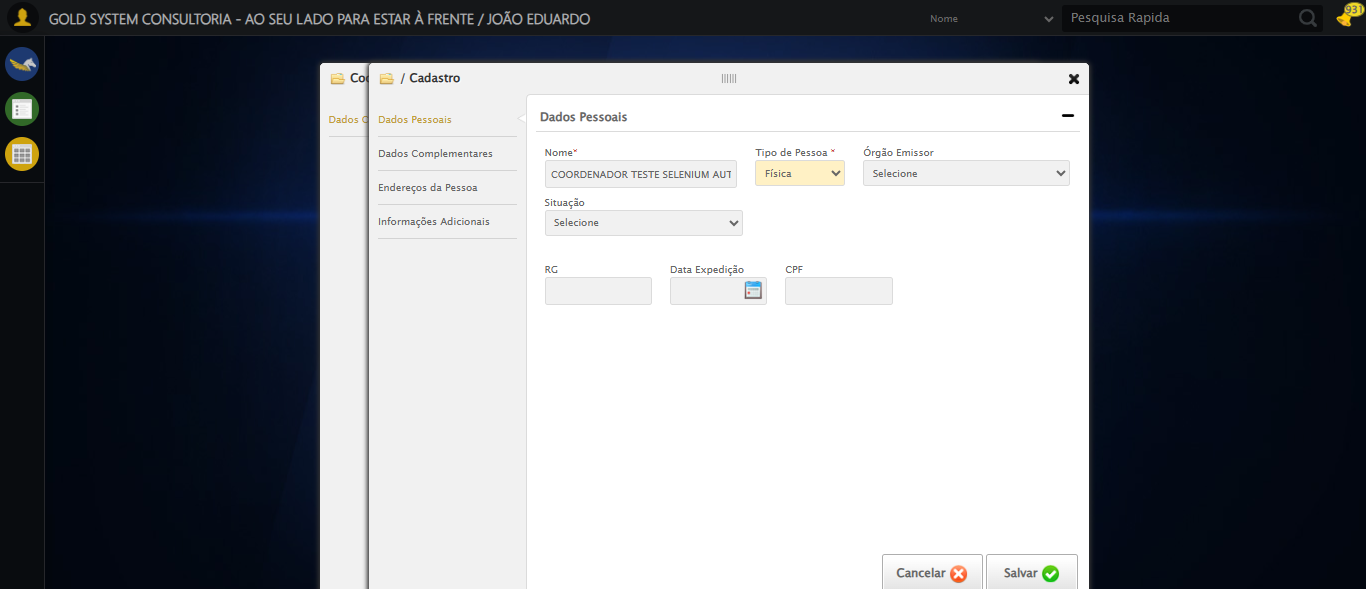 GOLD SYSTEM CONSULTORIA - AO SEU LADO PARA ESTAR À FRENTE / JOÃO EDUARDO
Nome
Pesquisa Rapida
931
Coo
/ Cadastro
Dados C
Dados Pessoais
Dados Complementares
Endereços da Pessoa
Informações Adicionais
Dados Pessoais
Nome*
Tipo de Pessoa *
Órgão Emissor
COORDENADOR TESTE SELENIUM AUT
Física
Selecione
Situação
Selecione
RG
Data Expedição
CPF
Cancelar
Salvar